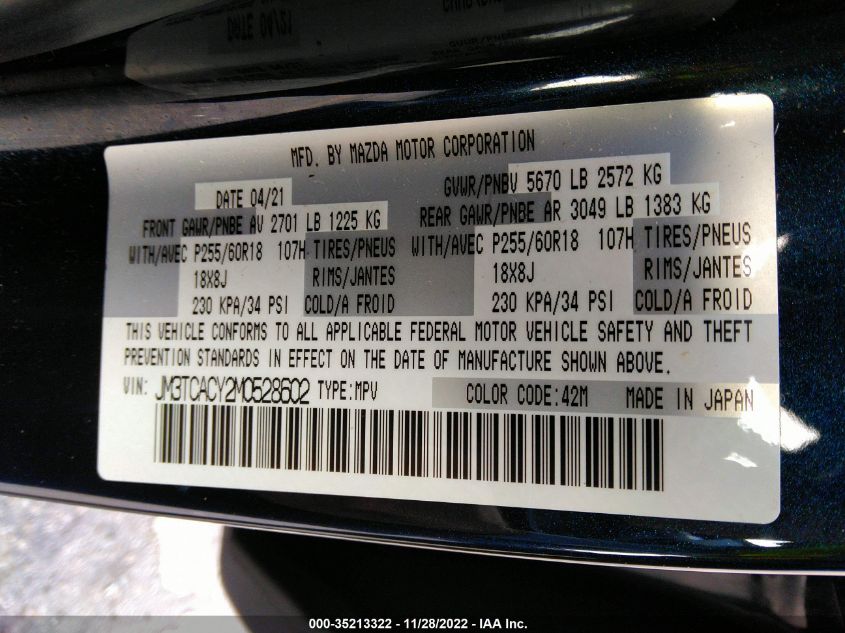 DATE 04/21
MFD. BY MAZDA MOTOR CORPORATION
DATE 04/21 GVWR/PNBV 5670 LB 2572 KG
FRONT GAWR/PNBE AV 2701 LB 1225 KG REAR GAWR/PNBE AR 3049 LB 1383 KG
WITH/AVEC P255/60R18 107H TIRES/PNEUS WITH/AVEC P255/60R18 107H TIRES/PNEUS
18X8J RIMS/JANTES 18X8J RIMS/JANTES
230 KPA/34 PSI COLD/A FROID 230 KPA/34 PSI COLD/A FROID
THIS VEHICLE CONFORMS TO ALL APPLICABLE FEDERAL MOTOR VEHICLE SAFETY AND THEFT
PREVENTION STANDARDS IN EFFECT ON THE DATE OF MANUFACTURE SHOWN ABOVE.
VIN: JM3TCACY2M0528602 TYPE:MPV COLOR CODE:42M MADE IN JAPAN
000-35213322 - 11/28/2022 - IAA Inc.